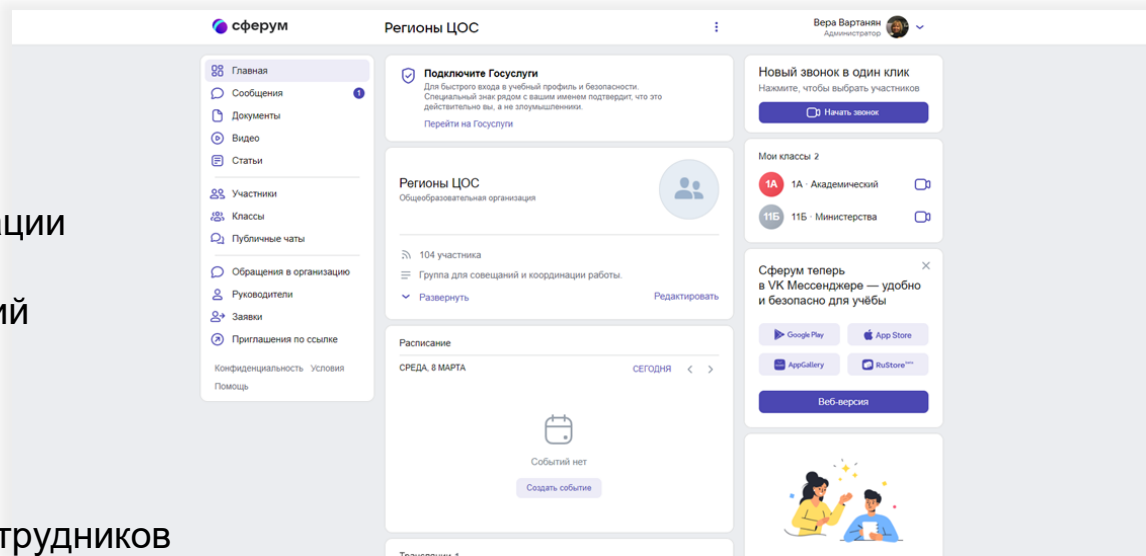 сферум
Регионы ЦОС
Вера Вартанян
Администратор
Главная
Сообщения
1
Документы
Видео
Статьи
Участники
Классы
Публичные чаты
Обращения в организацию
Руководители
Заявки
Приглашения по ссылке
Конфиденциальность Условия
Помощь
Подключите Госуслуги
Для быстрого входа в учебный профиль и безопасности.
Специальный знак рядом с вашим именем подтвердит, что это
действительно вы, а не злоумышленники.
Перейти на Госуслуги
Регионы ЦОС
Общеобразовательная организация
104 участника
Группа для совещаний и координации работы.
Развернуть
Редактировать
Расписание
СРЕДА, 8 МАРТА
СЕГОДНЯ
Событий нет
Создать событие
Новый звонок в один клик
Нажмите, чтобы выбрать участников
Начать звонок
Мои классы 2
1А
1А · Академический
11Б
11Б · Министерства
Сферум теперь
в VK Мессенджере — удобно
и безопасно для учёбы
Google Play
App Store
AppGallery
RuStore
Веб-версия